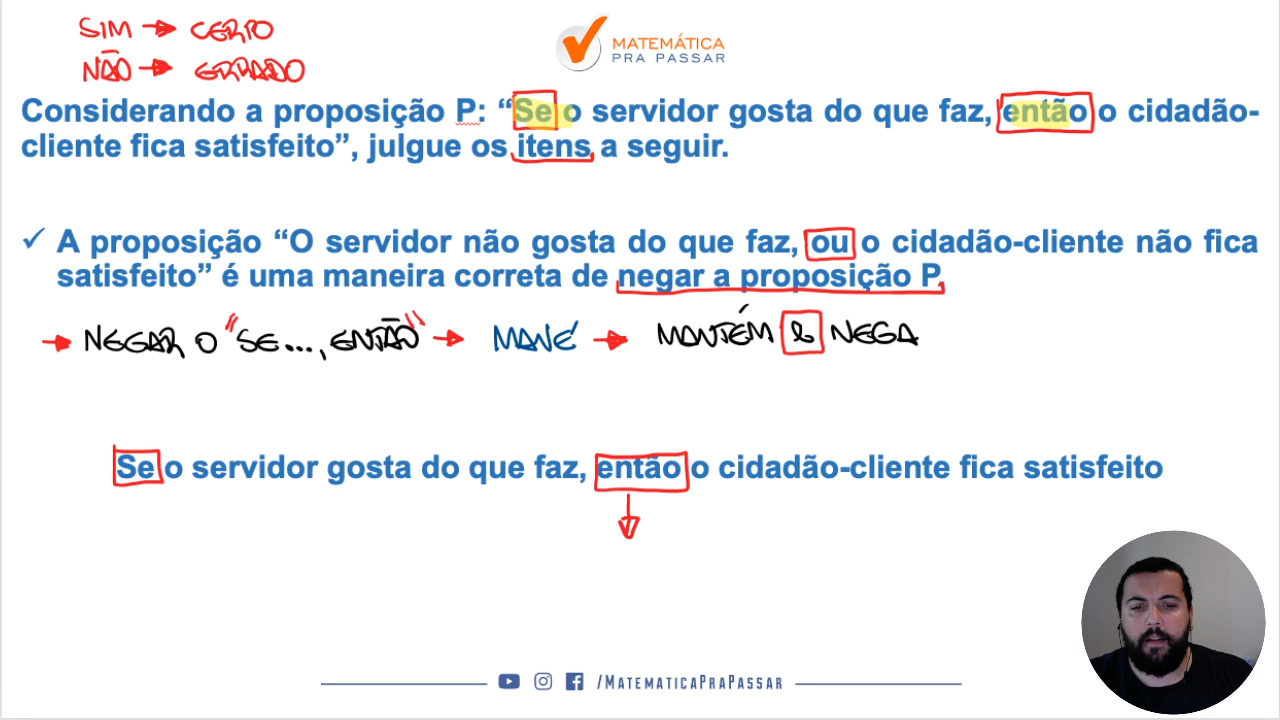 SIM → CERTO
NÃO → ERRADO
MATEMÁTICA
PRA PASSAR
Considerando a proposição P: “Se o servidor gosta do que faz, então o cidadão-
cliente fica satisfeito”, julgue os itens a seguir.
✓ A proposição “O servidor não gosta do que faz, ou o cidadão-cliente não fica
satisfeito” é uma maneira correta de negar a proposição P.
→ NEGAR O "SE..., ENTÃO" → MANÉ → MANTÉM & NEGA
Se o servidor gosta do que faz, então o cidadão-cliente fica satisfeito
/MATEMATICAPRAPASSAR